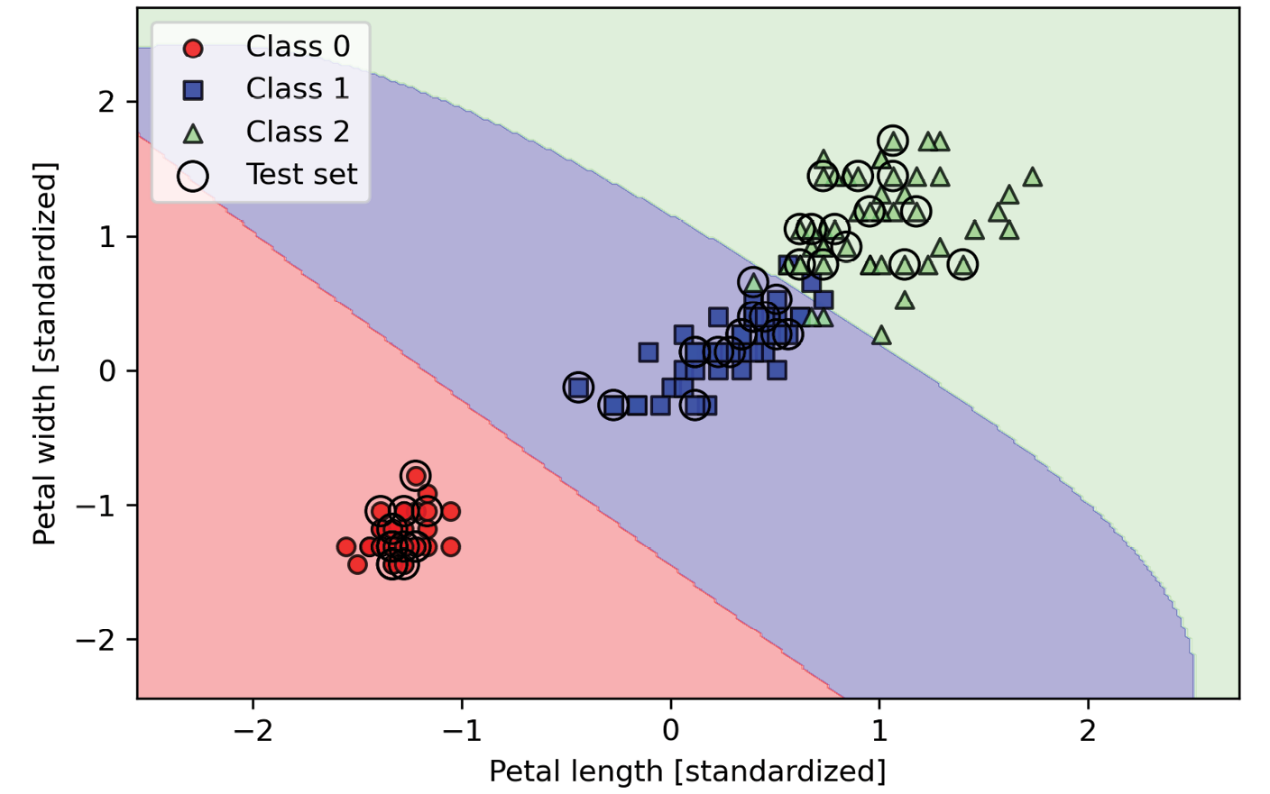 Class 0
Class 1
Class 2
Test set
2
1
0
−1
−2
Petal width [standardized]
−2
−1
0
1
2
Petal length [standardized]